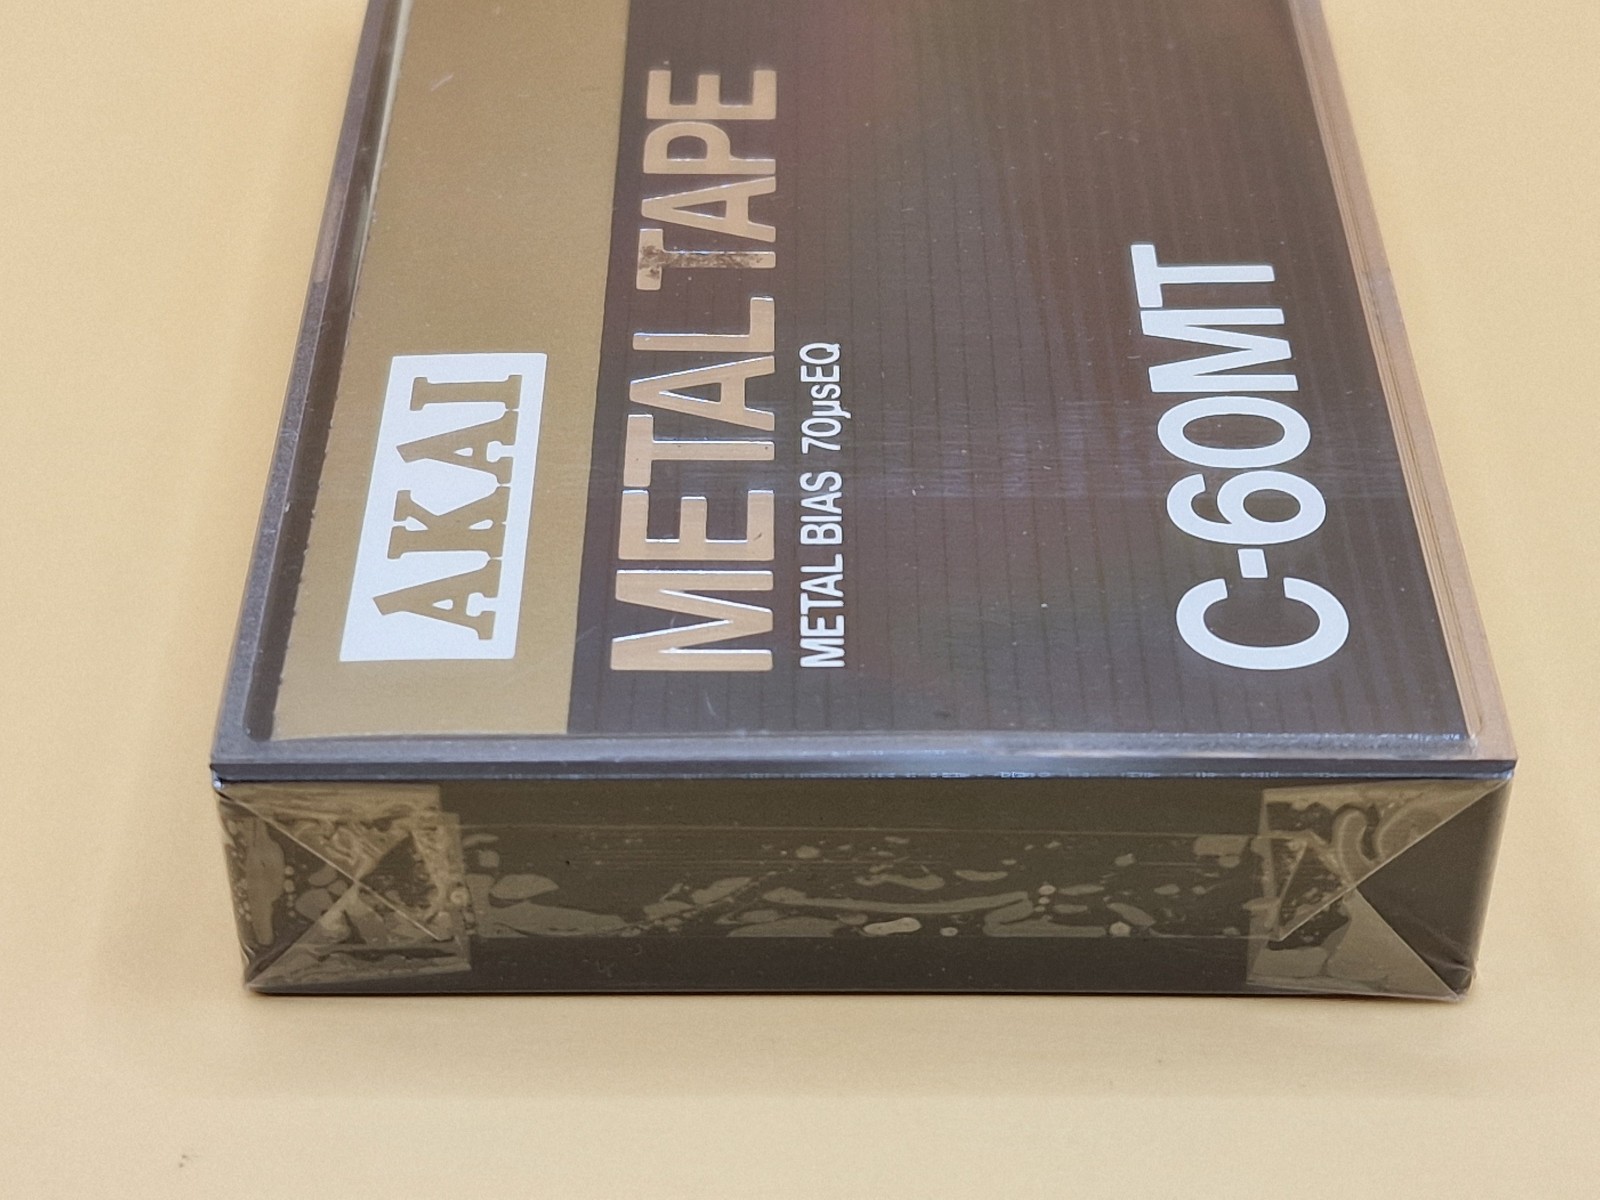 AKAI
METAL TAPE
METAL BIAS 70µsEQ
C-60MT